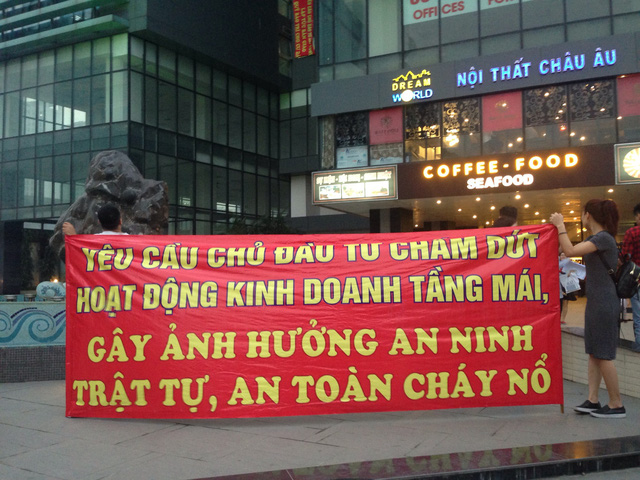 OFFICES
DREAM
WORLD
NỘI THẤT CHÂU ÂU
COFFEE - FOOD
SEAFOOD
YÊU CẦU CHỦ ĐẦU TƯ CHẤM DỨT
HOẠT ĐỘNG KINH DOANH TẦNG MÁI,
GÂY ẢNH HƯỞNG AN NINH
TRẬT TỰ, AN TOÀN CHÁY NỔ